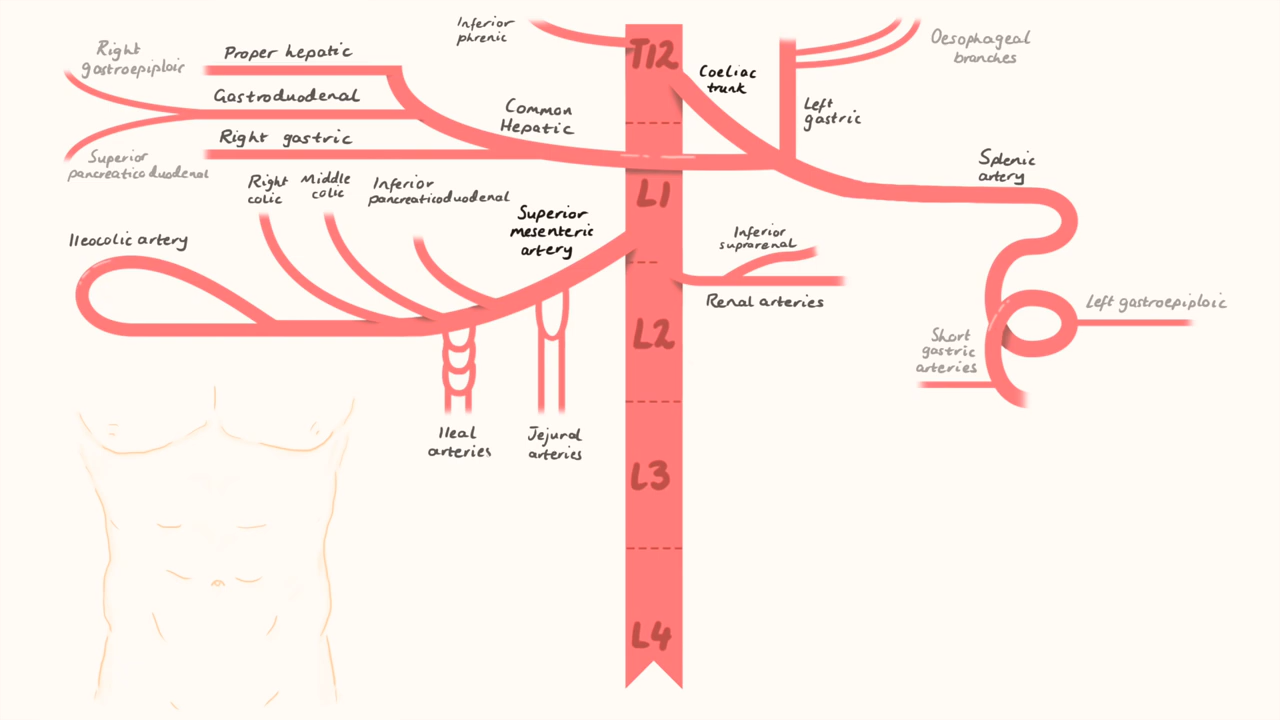 Inferior
phrenic
T12
Coeliac
trunk
Oesophageal
branches
Right
gastroepiploic
Proper hepatic
Gastroduodenal
Common
Hepatic
Left
gastric
Right gastric
Superior
pancreaticoduodenal
Splenic
artery
Right
colic
Middle
colic
Inferior
pancreaticoduodenal
L1
Superior
mesenteric
artery
Ileocolic artery
Inferior
suprarenal
Renal arteries
Left gastroepiploic
L2
Short
gastric
arteries
Ileal
arteries
Jejural
arteries
L3
L4